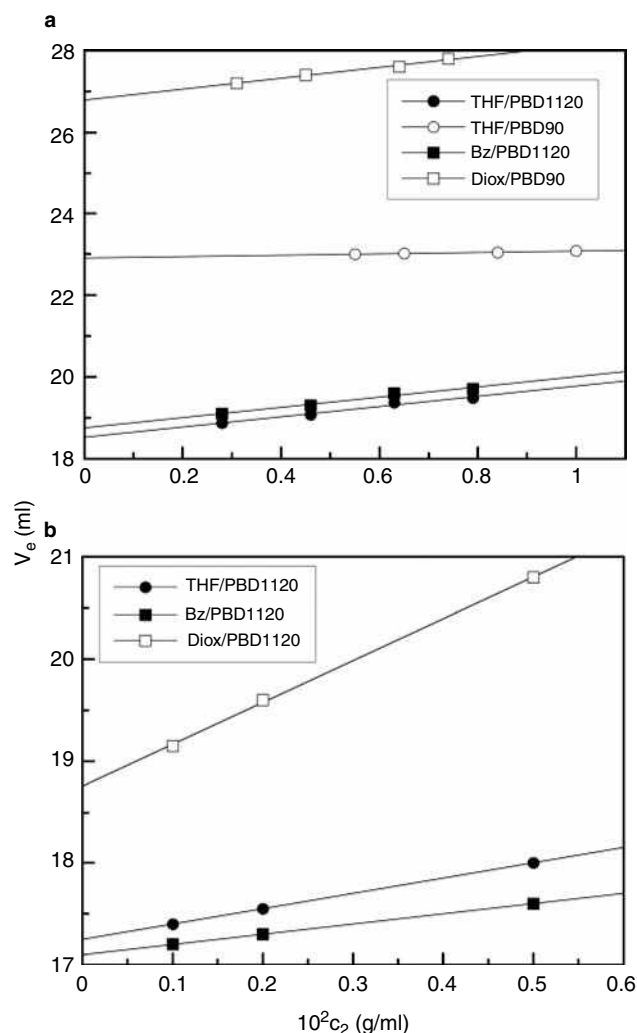 a
28
26
24
22
20
18
THF/PBD1120
THF/PBD90
Bz/PBD1120
Diox/PBD90
0 0.2 0.4 0.6 0.8 1
V_e (ml)
b
21
20
19
18
17
THF/PBD1120
Bz/PBD1120
Diox/PBD1120
0 0.1 0.2 0.3 0.4 0.5 0.6
10²c₂ (g/ml)